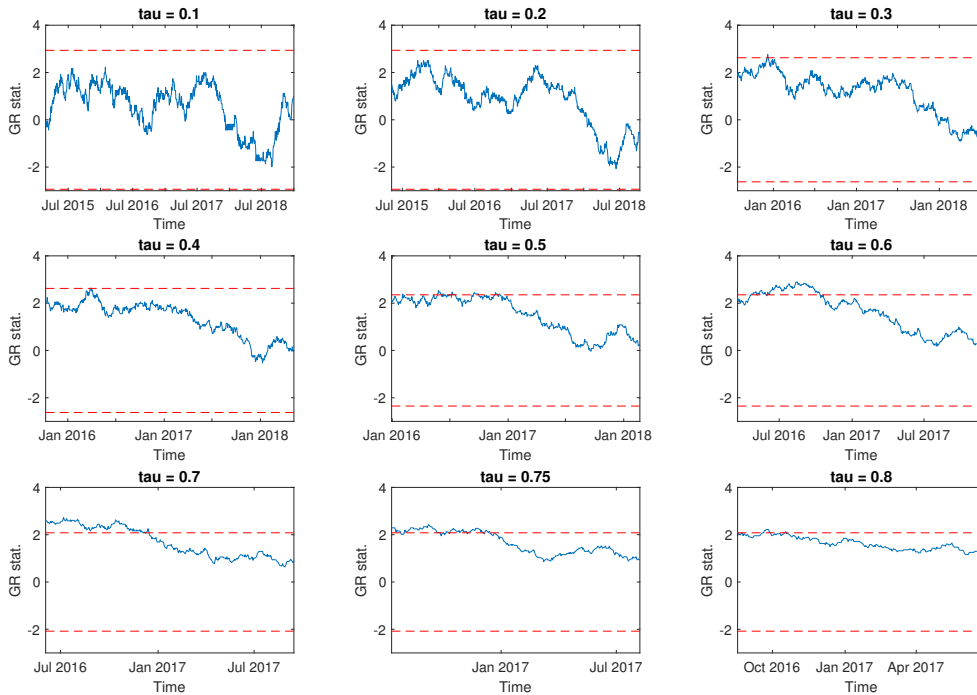 tau = 0.1
GR stat.
4
2
0
-2
Jul 2015 Jul 2016 Jul 2017 Jul 2018
Time
tau = 0.2
GR stat.
4
2
0
-2
Jul 2015 Jul 2016 Jul 2017 Jul 2018
Time
tau = 0.3
GR stat.
4
2
0
-2
Jan 2016 Jan 2017 Jan 2018
Time
tau = 0.4
GR stat.
4
2
0
-2
Jan 2016 Jan 2017 Jan 2018
Time
tau = 0.5
GR stat.
4
2
0
-2
Jan 2016 Jan 2017 Jan 2018
Time
tau = 0.6
GR stat.
4
2
0
-2
Jul 2016 Jan 2017 Jul 2017
Time
tau = 0.7
GR stat.
4
2
0
-2
Jul 2016 Jan 2017 Jul 2017
Time
tau = 0.75
GR stat.
4
2
0
-2
Jan 2017 Jul 2017
Time
tau = 0.8
GR stat.
4
2
0
-2
Oct 2016 Jan 2017 Apr 2017
Time